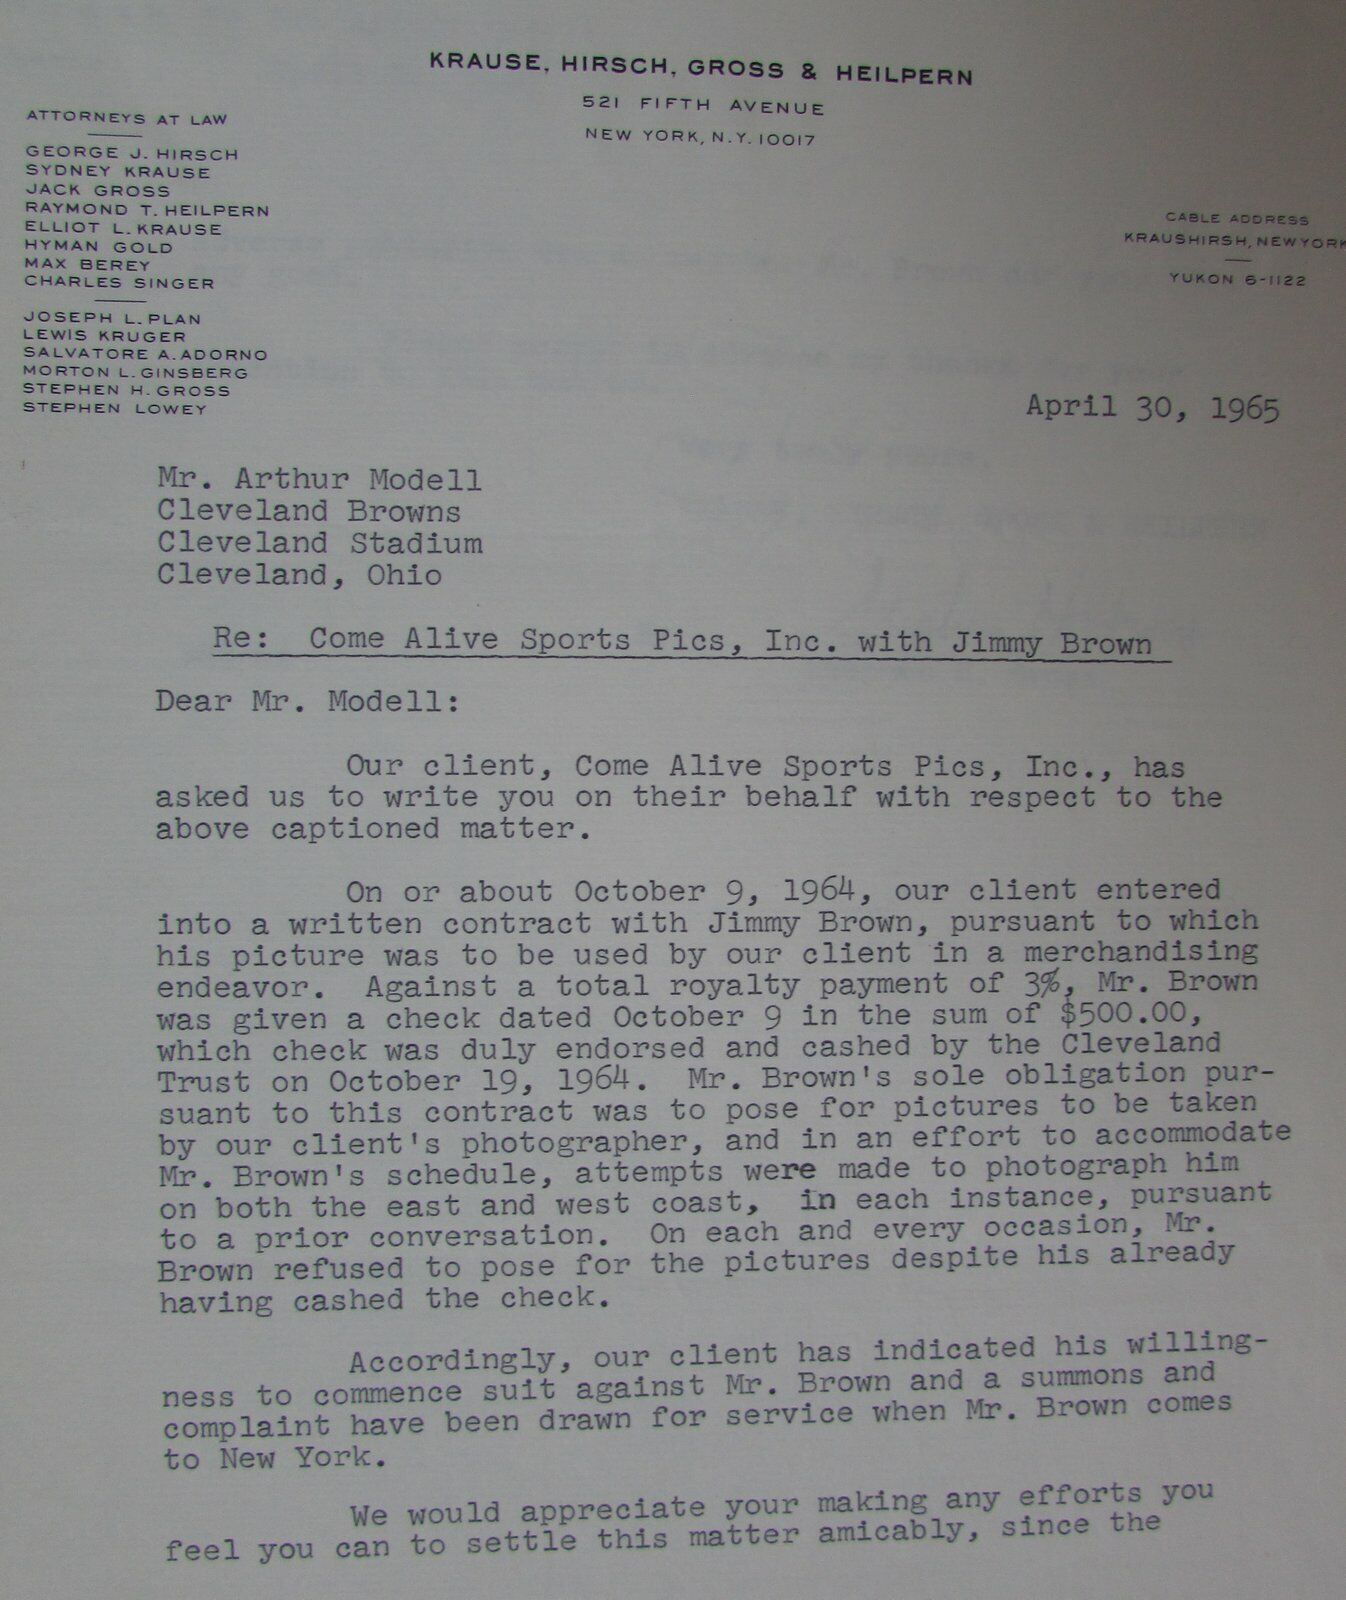 KRAUSE, HIRSCH, GROSS & HEILPERN
521 FIFTH AVENUE
NEW YORK, N.Y. 10017
ATTORNEYS AT LAW
GEORGE J. HIRSCH
SYDNEY KRAUSE
JACK GROSS
RAYMOND T. HEILPERN
ELLIOT L. KRAUSE
HYMAN GOLD
MAX BEREY
CHARLES SINGER
JOSEPH L. PLAN
LEWIS KRUGER
SALVATORE A. ADORNO
MORTON L. GINSBERG
STEPHEN H. GROSS
STEPHEN LOWEY
CABLE ADDRESS
KRAUSHIRSH, NEW YORK
YUKON 6-1122
April 30, 1965
Mr. Arthur Modell
Cleveland Browns
Cleveland Stadium
Cleveland, Ohio
Re: Come Alive Sports Pics, Inc. with Jimmy Brown
Dear Mr. Modell:
Our client, Come Alive Sports Pics, Inc., has
asked us to write you on their behalf with respect to the
above captioned matter.
On or about October 9, 1964, our client entered
into a written contract with Jimmy Brown, pursuant to which
his picture was to be used by our client in a merchandising
endeavor. Against a total royalty payment of 3%, Mr. Brown
was given a check dated October 9 in the sum of $500.00,
which check was duly endorsed and cashed by the Cleveland
Trust on October 19, 1964. Mr. Brown's sole obligation pur-
suant to this contract was to pose for pictures to be taken
by our client's photographer, and in an effort to accommodate
Mr. Brown's schedule, attempts were made to photograph him
on both the east and west coast, in each instance, pursuant
to a prior conversation. On each and every occasion, Mr.
Brown refused to pose for the pictures despite his already
having cashed the check.
Accordingly, our client has indicated his willing-
ness to commence suit against Mr. Brown and a summons and
complaint have been drawn for service when Mr. Brown comes
to New York.
We would appreciate your making any efforts you
feel you can to settle this matter amicably, since the